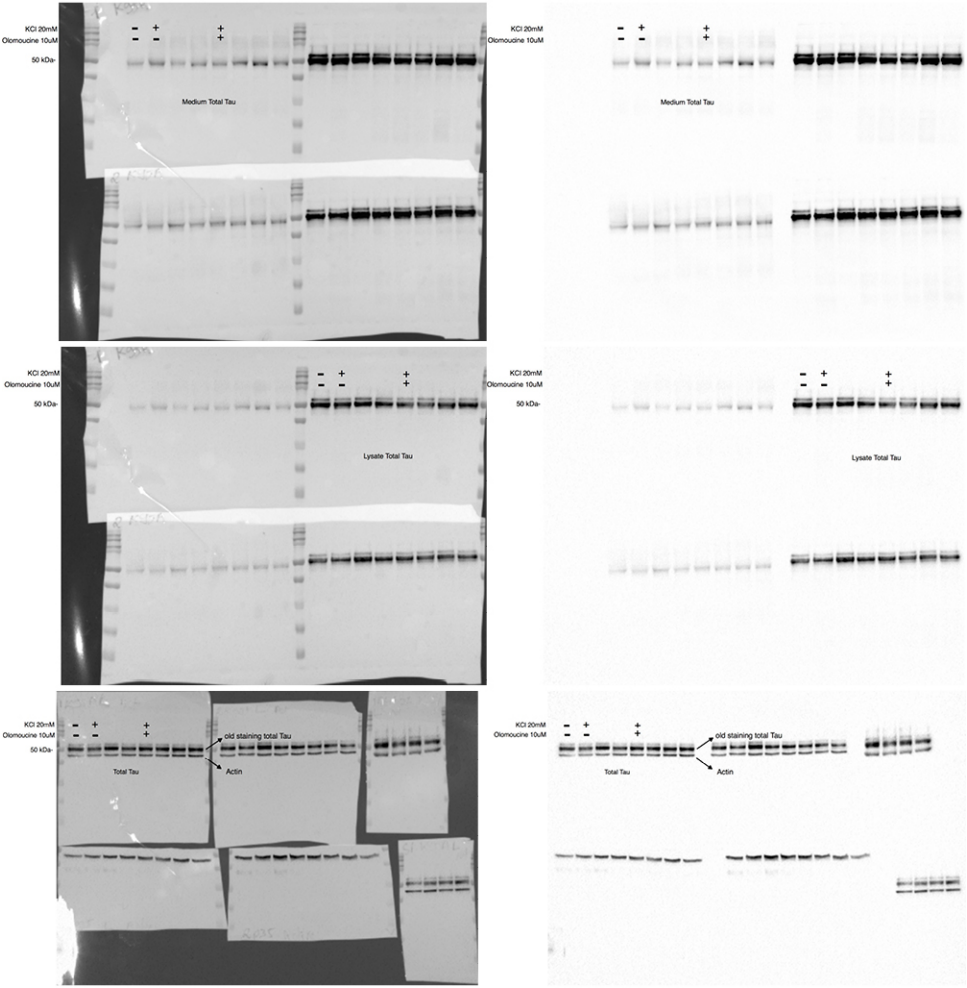 KCl 20mM - + +
Olomoucine 10uM - - +
50 kDa-
Medium Total Tau
KCl 20mM - + +
Olomoucine 10uM - - +
50 kDa-
Medium Total Tau
KCl 20mM - + +
Olomoucine 10uM - - +
50 kDa-
Lysate Total Tau
KCl 20mM - + +
Olomoucine 10uM - - +
50 kDa-
Lysate Total Tau
KCl 20mM - + +
Olomoucine 10uM - - +
old staining total Tau
50 kDa-
Total Tau
Actin
KCl 20mM - + +
Olomoucine 10uM - - +
old staining total Tau
50 kDa-
Total Tau
Actin